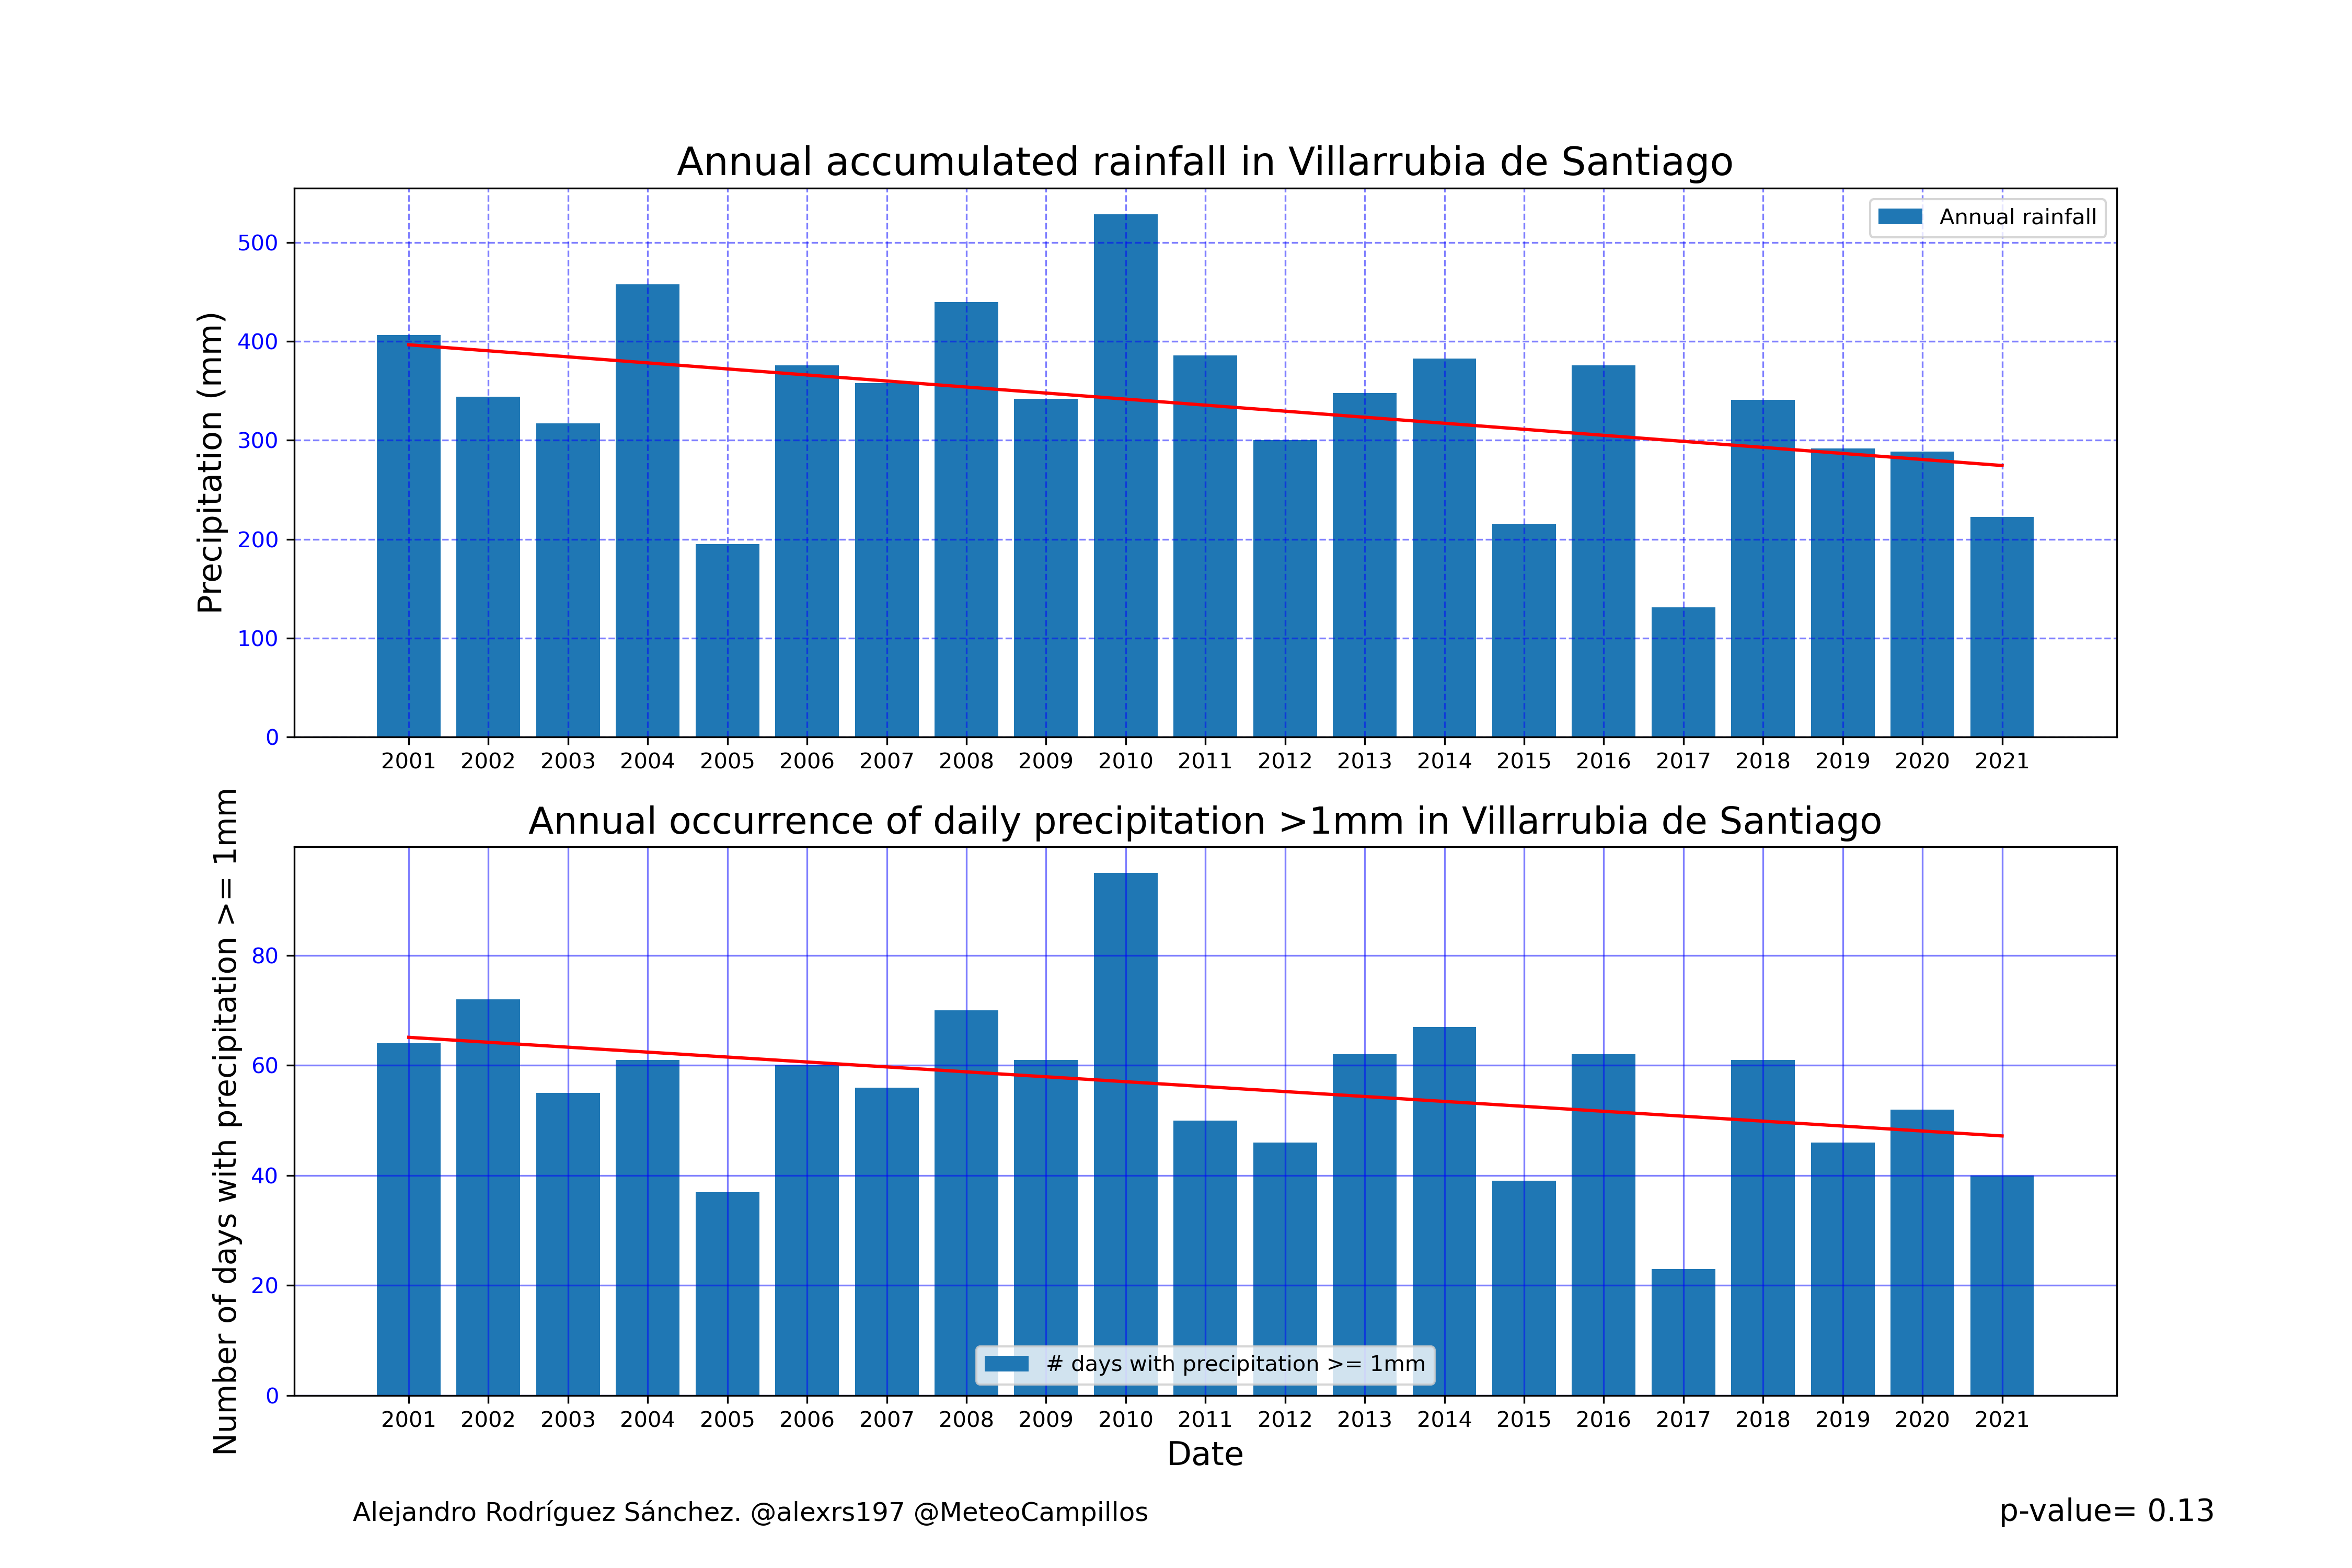 Annual accumulated rainfall in Villarrubia de Santiago
Annual rainfall
Precipitation (mm)
500
400
300
200
100
0
2001 2002 2003 2004 2005 2006 2007 2008 2009 2010 2011 2012 2013 2014 2015 2016 2017 2018 2019 2020 2021
Annual occurrence of daily precipitation >1mm in Villarrubia de Santiago
Number of days with precipitation >= 1mm
80
60
40
20
0
# days with precipitation >= 1mm
2001 2002 2003 2004 2005 2006 2007 2008 2009 2010 2011 2012 2013 2014 2015 2016 2017 2018 2019 2020 2021
Date
Alejandro Rodríguez Sánchez. @alexrs197 @MeteoCampillos
p-value= 0.13